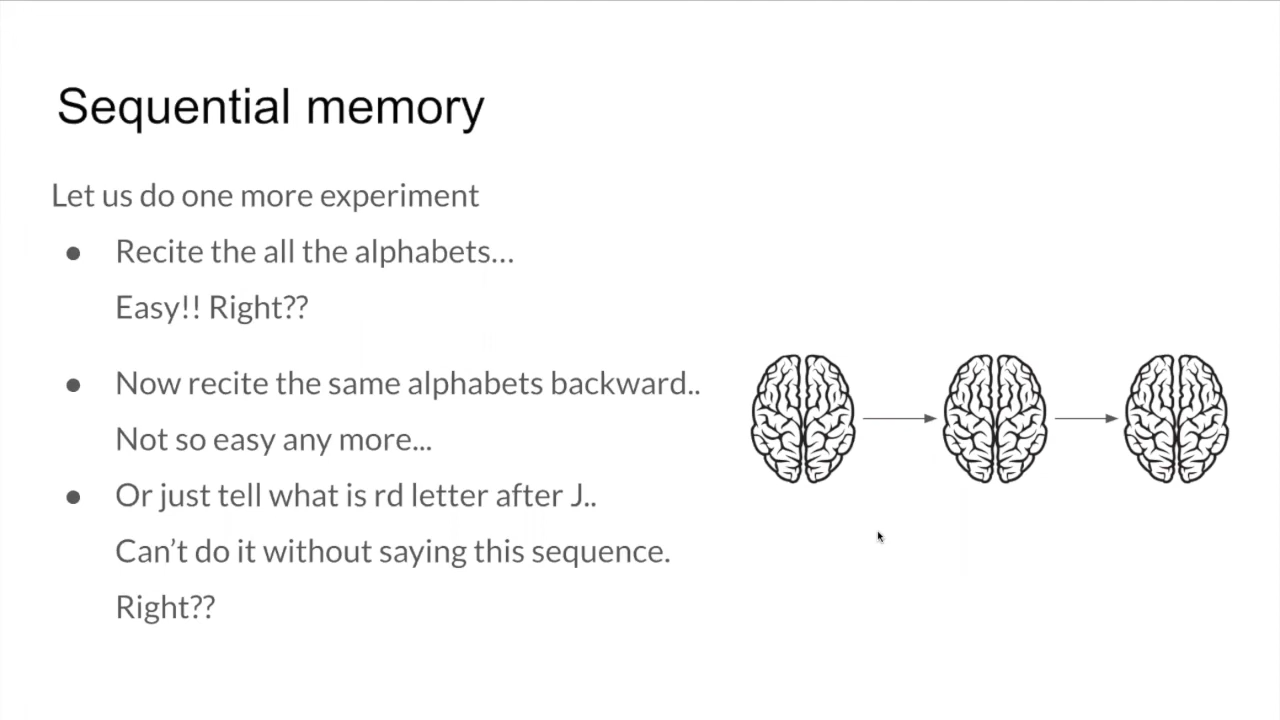 Sequential memory
Let us do one more experiment
● Recite the all the alphabets...
Easy!! Right??
● Now recite the same alphabets backward..
Not so easy any more...
● Or just tell what is rd letter after J..
Can't do it without saying this sequence.
Right??